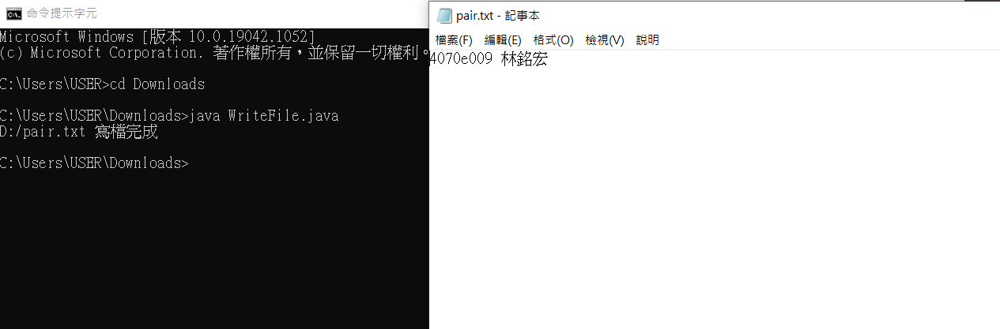 命令提示字元
Microsoft Windows [版本 10.0.19042.1052]
(c) Microsoft Corporation. 著作權所有，並保留一切權利。
C:\Users\USER>cd Downloads
C:\Users\USER\Downloads>java WriteFile.java
D:/pair.txt 寫檔完成
C:\Users\USER\Downloads>
pair.txt - 記事本
檔案(F) 編輯(E) 格式(O) 檢視(V) 說明
4070e009 林銘宏